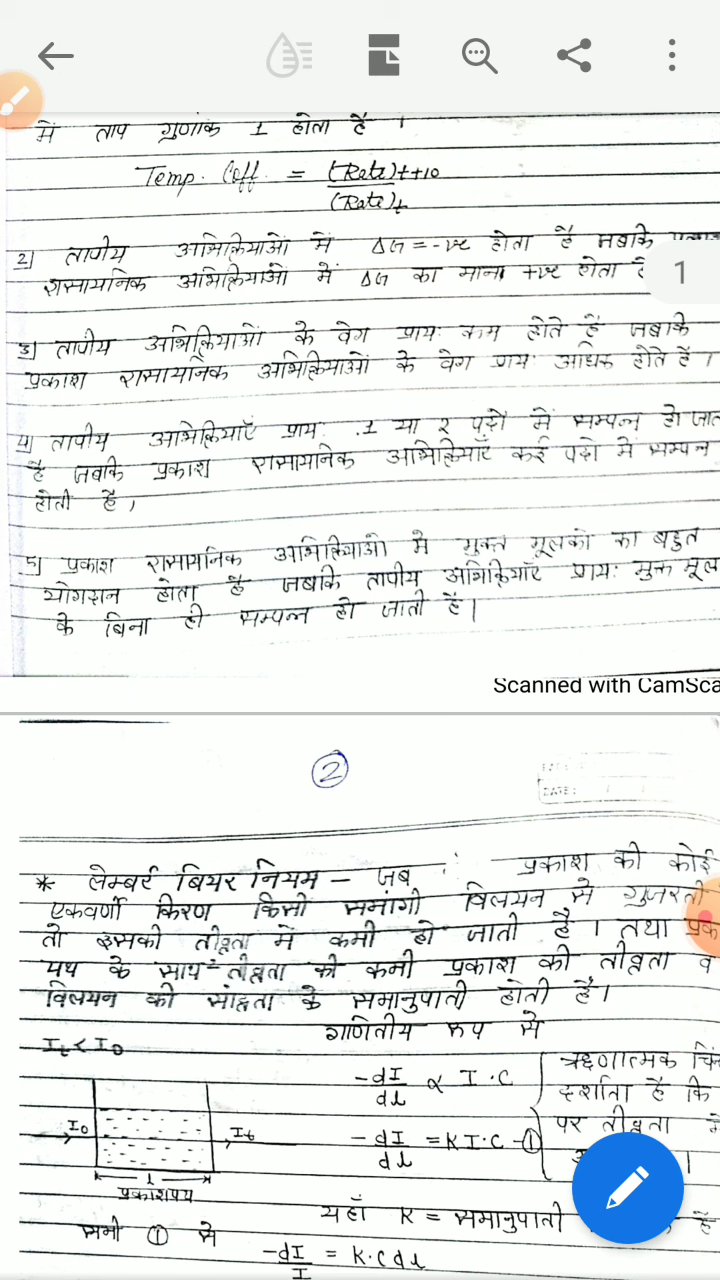 में ताप गुणांक 1 होता है ।
Temp. Coff. = (Rate)t+10
(Rate)t
1
2] तापीय अभिक्रियाओं में ΔG = -ve होता है जबकि
रासायनिक अभिक्रियाओं में ΔG का मान +ve होता
3] तापीय अभिक्रियाओं के वेग प्रायः कम होते है जबकि
प्रकाश रासायनिक अभिक्रियाओं के वेग प्रायः अधिक होते है ।
4] तापीय अभिक्रियाएँ प्रायः 1 या 2 पदो में सम्पन्न हो जात
है जबकि प्रकाश रासायनिक अभिक्रियाएँ कई पदो में सम्पन
होती है,
5] प्रकाश रासायनिक अभिक्रियाओ मे मुक्त मूलको का बहुत
योगदान होता है जबकि तापीय अभिक्रियाएँ प्रायः मुक्त मूल
के बिना ही सम्पन्न हो जाती है |
Scanned with CamSca
2
DATE:
* लेम्बर्ट बियर नियम – जब प्रकाश की कोई
एकवर्णी किरण किसी समांगी विलयन से गुजरती
तो इसकी तीव्रता में कमी हो जाती है । तथा प्रक
पथ के साथ तीव्रता की कमी प्रकाश की तीव्रता व
विलयन की सांद्रता के समानुपाती होती है।
गणितीय रूप से
It < I0
-dI/dl ∝ I·C
ऋणात्मक चि
दर्शाता है कि
-dI/dl = KI·C –①
पर तीव्रता में
I0
It
l
प्रकाशपथ
यहाँ K = समानुपाती
है
समी ① से
-dI/I = K·Cdl